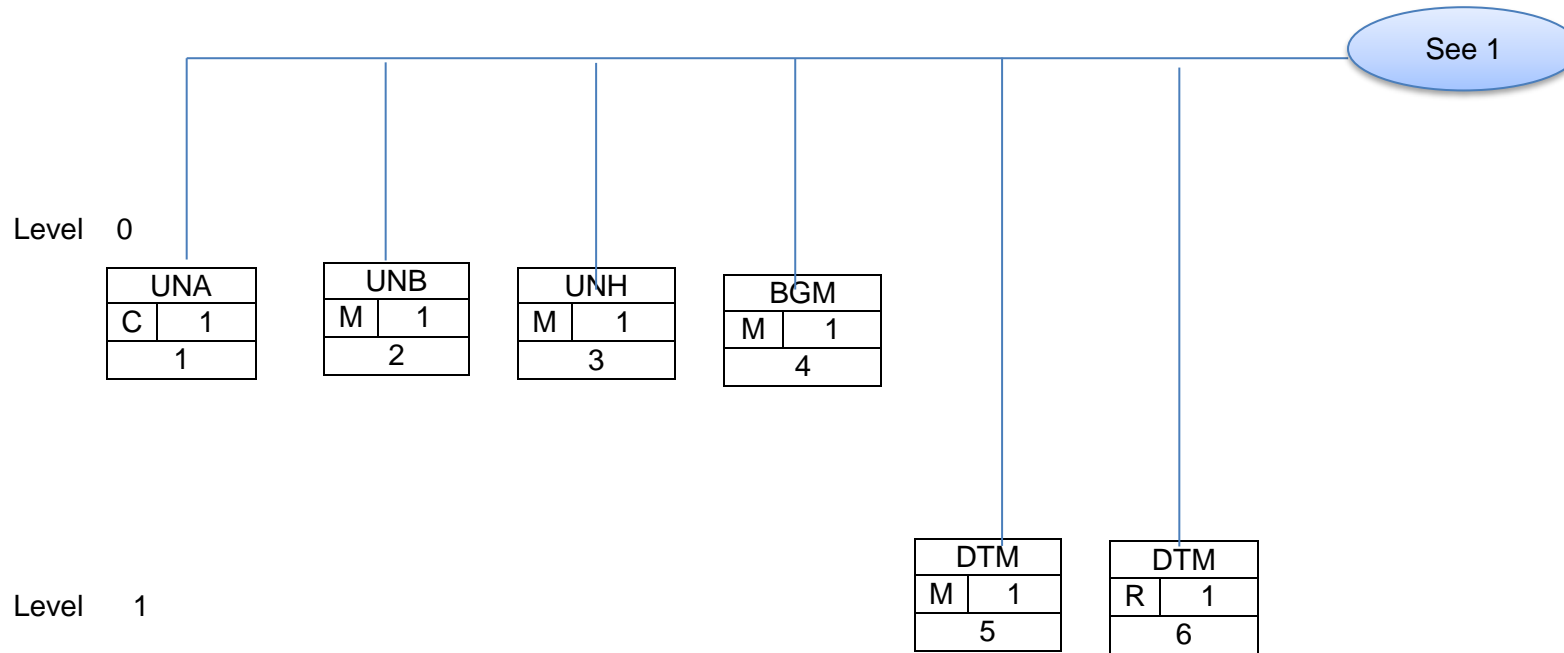 See 1
Level 0
UNA
C 1
1
UNB
M 1
2
UNH
M 1
3
BGM
M 1
4
Level 1
DTM
M 1
5
DTM
R 1
6